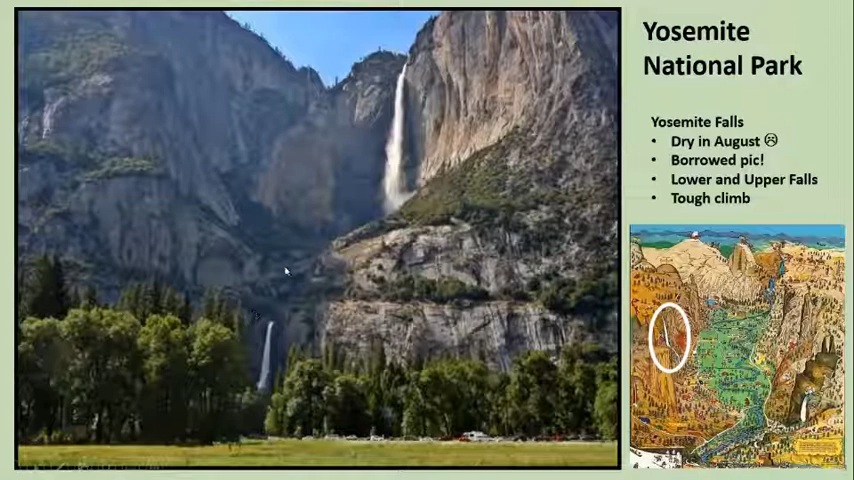 Yosemite
National Park
Yosemite Falls
• Dry in August ☹
• Borrowed pic!
• Lower and Upper Falls
• Tough climb